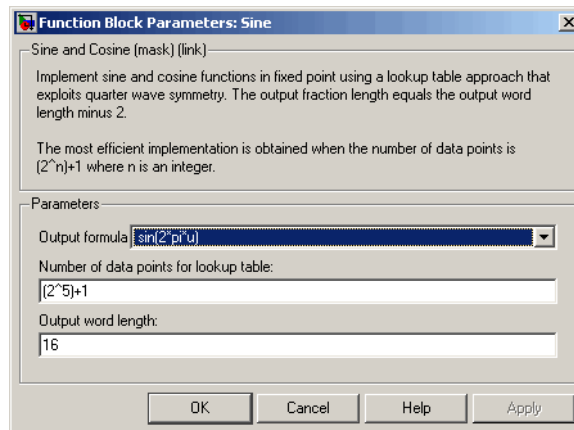 Function Block Parameters: Sine
Sine and Cosine (mask) (link)
Implement sine and cosine functions in fixed point using a lookup table approach that
exploits quarter wave symmetry. The output fraction length equals the output word
length minus 2.
The most efficient implementation is obtained when the number of data points is
(2^n)+1 where n is an integer.
Parameters
Output formula sin(2*pi*u)
Number of data points for lookup table:
(2^5)+1
Output word length:
16
OK Cancel Help Apply